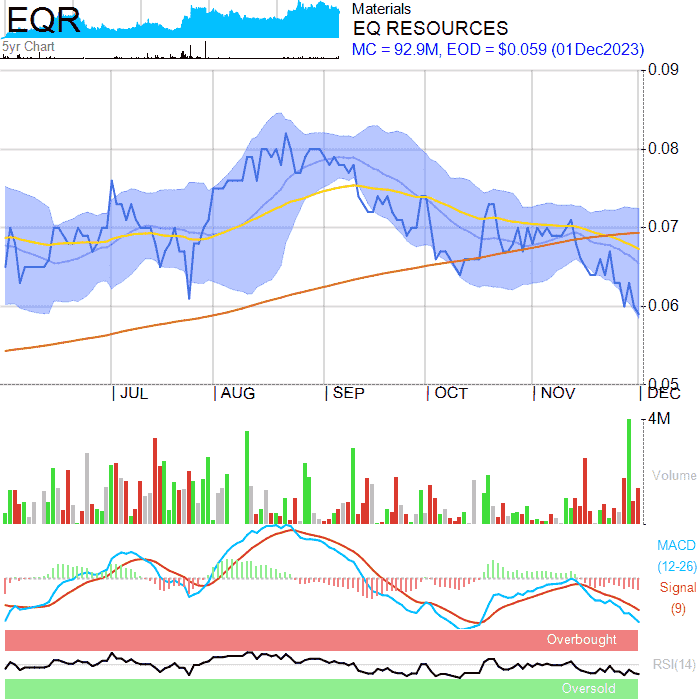 EQR
5yr Chart
Materials
EQ RESOURCES
MC = 92.9M, EOD = $0.059 (01Dec2023)
0.09
0.08
0.07
0.06
0.05
JUL AUG SEP OCT NOV DEC
4M
Volume
MACD
(12-26)
Signal
(9)
Overbought
RSI(14)
Oversold